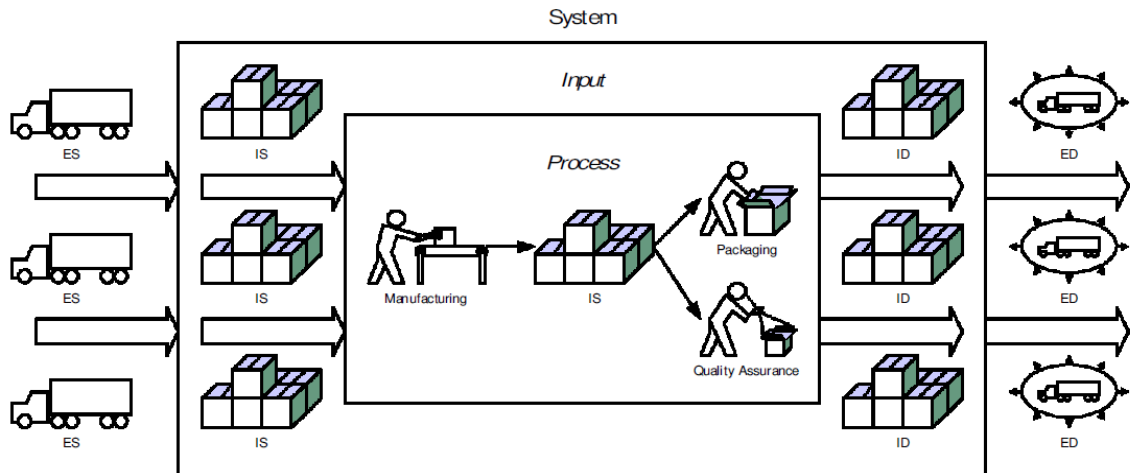 System
Input
ES
IS
ID
ED
Process
Packaging
ES
IS
Manufacturing
IS
ID
ED
Quality Assurance
ES
IS
ID
ED